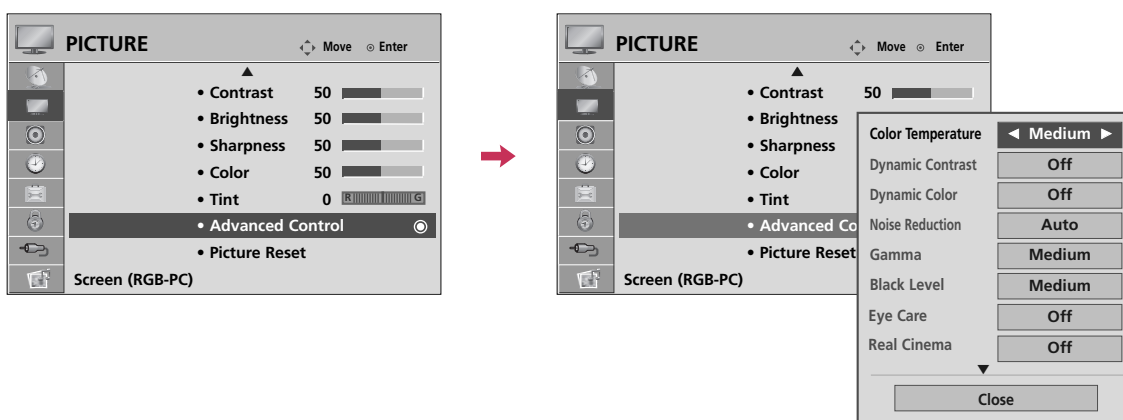 PICTURE Move Enter
• Contrast 50
• Brightness 50
• Sharpness 50
• Color 50
• Tint 0 R G
• Advanced Control
• Picture Reset
Screen (RGB-PC)
PICTURE Move Enter
• Contrast 50
• Brightness
• Sharpness
• Color
• Tint
• Advanced Co
• Picture Reset
Screen (RGB-PC)
Color Temperature ◀ Medium ▶
Dynamic Contrast Off
Dynamic Color Off
Noise Reduction Auto
Gamma Medium
Black Level Medium
Eye Care Off
Real Cinema Off
Close